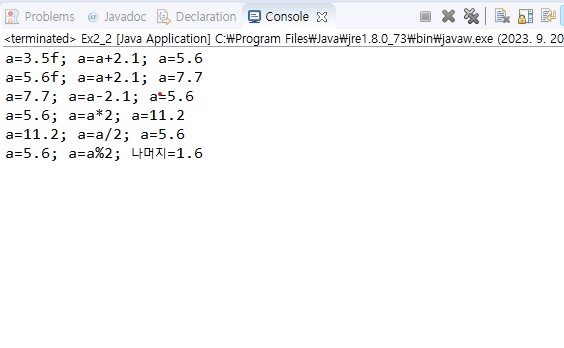 Problems @ Javadoc Declaration Console
<terminated> Ex2_2 [Java Application] C:₩Program Files₩Java₩jre1.8.0_73₩bin₩javaw.exe (2023. 9. 20
a=3.5f; a=a+2.1; a=5.6
a=5.6f; a=a+2.1; a=7.7
a=7.7; a=a-2.1; a=5.6
a=5.6; a=a*2; a=11.2
a=11.2; a=a/2; a=5.6
a=5.6; a=a%2; 나머지=1.6